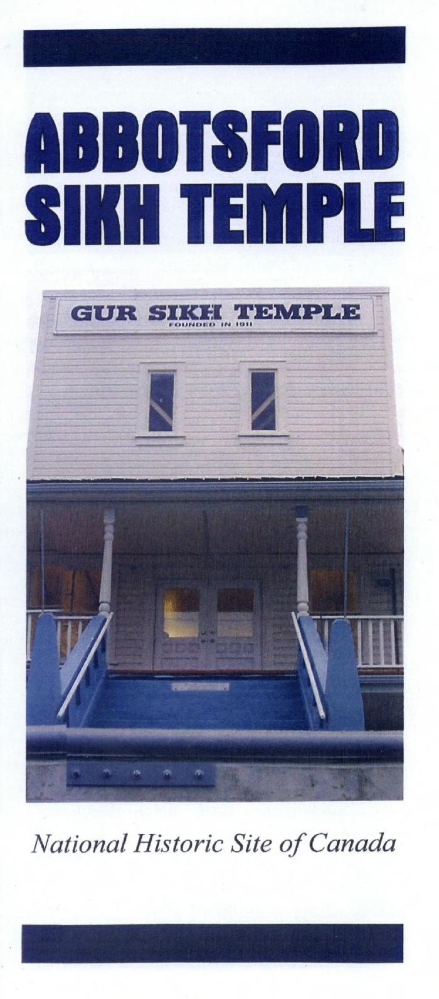 ABBOTSFORD
SIKH TEMPLE
GUR SIKH TEMPLE
FOUNDED IN 1911
National Historic Site of Canada